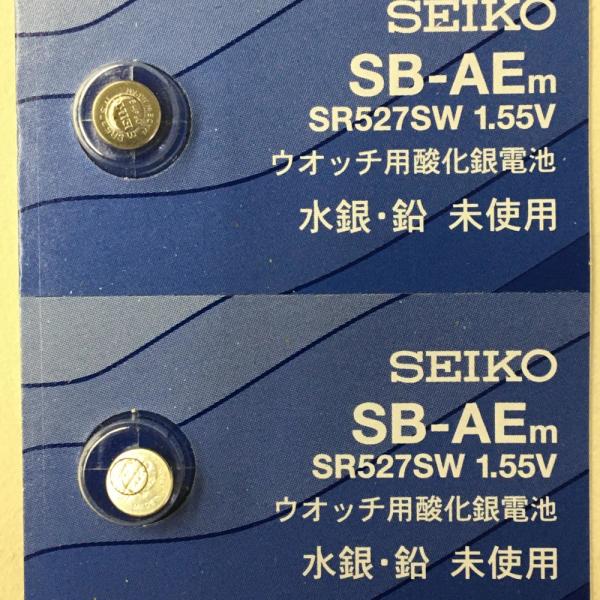 SEIKO
SB-AEm
SR527SW 1.55V
ウオッチ用酸化銀電池
水銀・鉛 未使用
SEIKO
SB-AEm
SR527SW 1.55V
ウオッチ用酸化銀電池
水銀・鉛 未使用